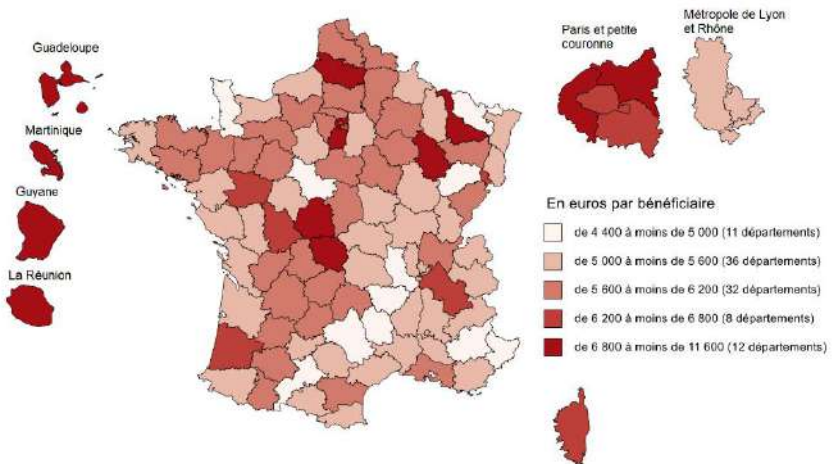 Guadeloupe
Martinique
Guyane
La Réunion
Paris et petite
couronne
Métropole de Lyon
et Rhône
En euros par bénéficiaire
de 4 400 à moins de 5 000 (11 départements)
de 5 000 à moins de 5 600 (36 départements)
de 5 600 à moins de 6 200 (32 départements)
de 6 200 à moins de 6 800 (8 départements)
de 6 800 à moins de 11 600 (12 départements)